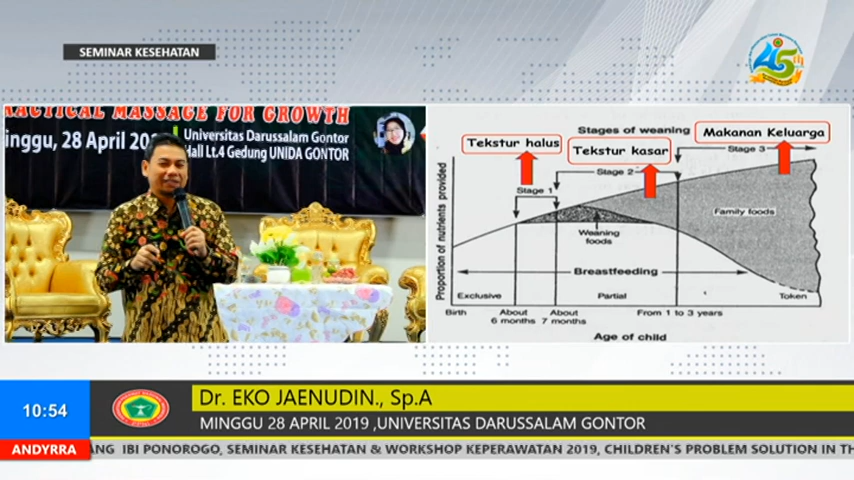 SEMINAR KESEHATAN
45
PRACTICAL MASSAGE FOR GROWTH
Minggu, 28 April 20
Universitas Darussalam Gontor
Hall Lt.4 Gedung UNIDA GONTOR
Stages of weaning
Tekstur halus
Tekstur kasar
Makanan Keluarga
Stage 1
Stage 2
Stage 3
Proportion of nutrients provided
Weaning
foods
Family foods
Breastfeeding
Exclusive
Partial
Token
Birth
About
6 months
About
7 months
From 1 to 3 years
Age of child
10:54
Dr. EKO JAENUDIN., Sp.A
MINGGU 28 APRIL 2019 ,UNIVERSITAS DARUSSALAM GONTOR
ANDYRRA
ANG IBI PONOROGO, SEMINAR KESEHATAN & WORKSHOP KEPERAWATAN 2019, CHILDREN'S PROBLEM SOLUTION IN TH